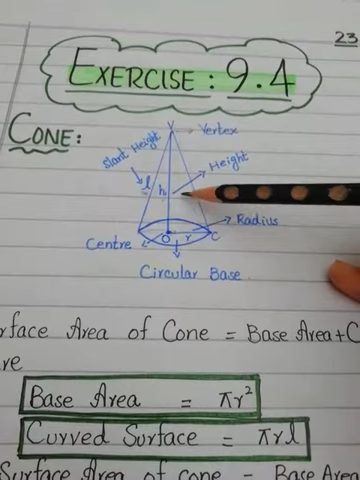 23
EXERCISE : 9.4
CONE:
V Vertex
Slant Height
Height
l
h
Radius
Centre
O r C
Circular Base
rface Area of Cone = Base Area + C
re
Base Area = πr²
Curved Surface = πrl
Surface Area of cone = Base Area